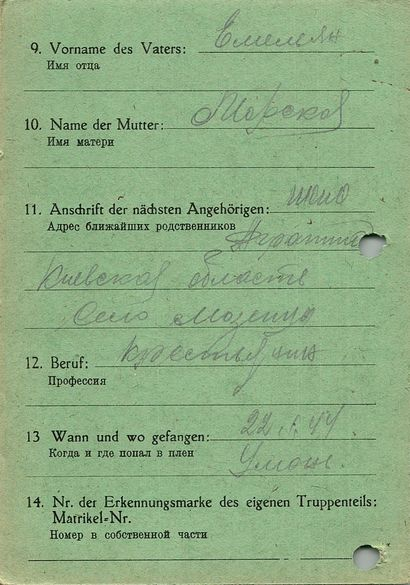 9. Vorname des Vaters: Емельян
Имя отца
10. Name der Mutter: Морская
Имя матери
11. Anschrift der nächsten Angehörigen:
Адрес ближайших родственников
Киевская область
Село
12. Beruf:
Профессия
13 Wann und wo gefangen: 22. 44
Когда и где попал в плен Умань.
14. Nr. der Erkennungsmarke des eigenen Truppenteils:
Matrikel-Nr.
Номер в собственной части